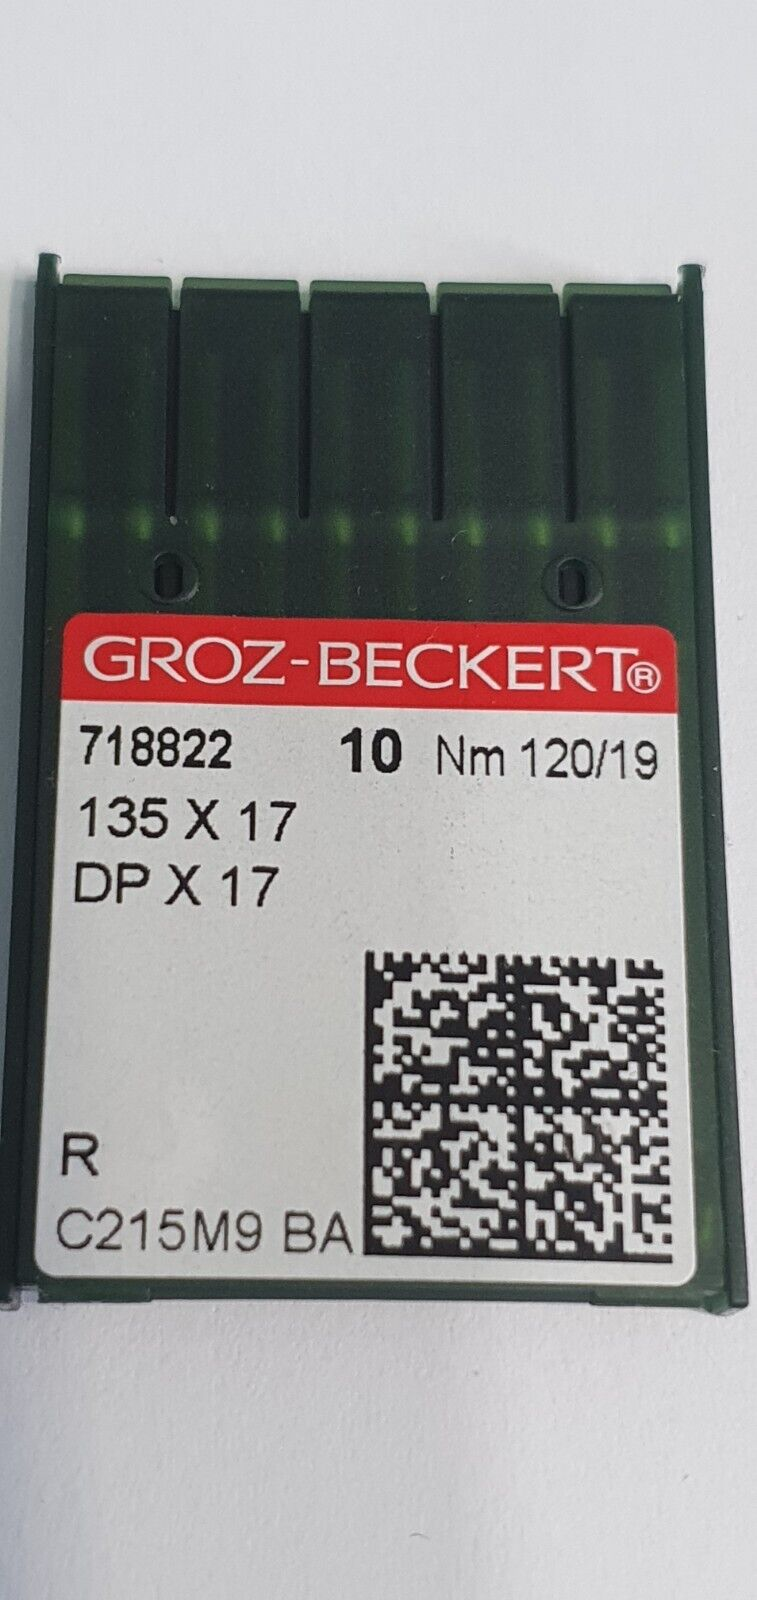 GROZ-BECKERT®
718822 10 Nm 120/19
135 X 17
DP X 17
R
C215M9 BA